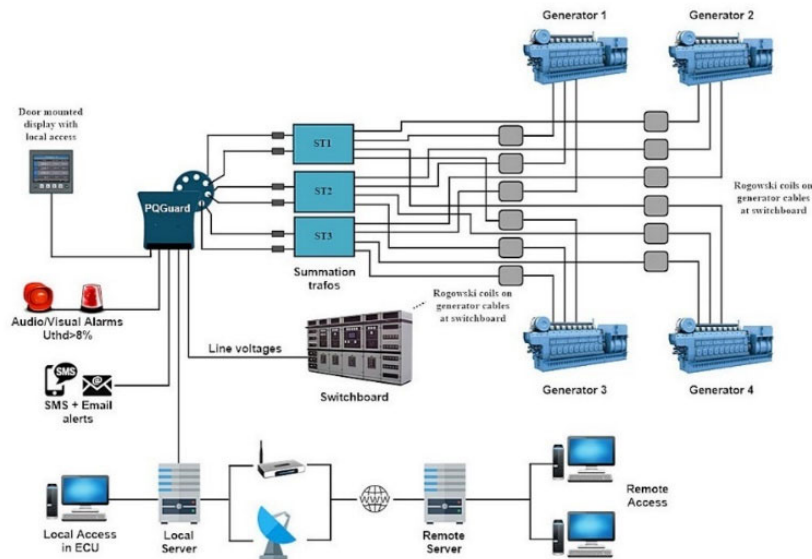 Generator 1
Generator 2
Door mounted
display with
local access
ST1
ST2
ST3
PQGuard
Rogowski coils on
generator cables
at switchboard
Summation
trafos
Rogowski coils on
generator cables
at switchboard
Audio/Visual Alarms
Uthd>8%
Line voltages
Switchboard
Generator 3
Generator 4
SMS
SMS + Email
alerts
WWW
Local Access
in ECU
Local
Server
Remote
Server
Remote
Access